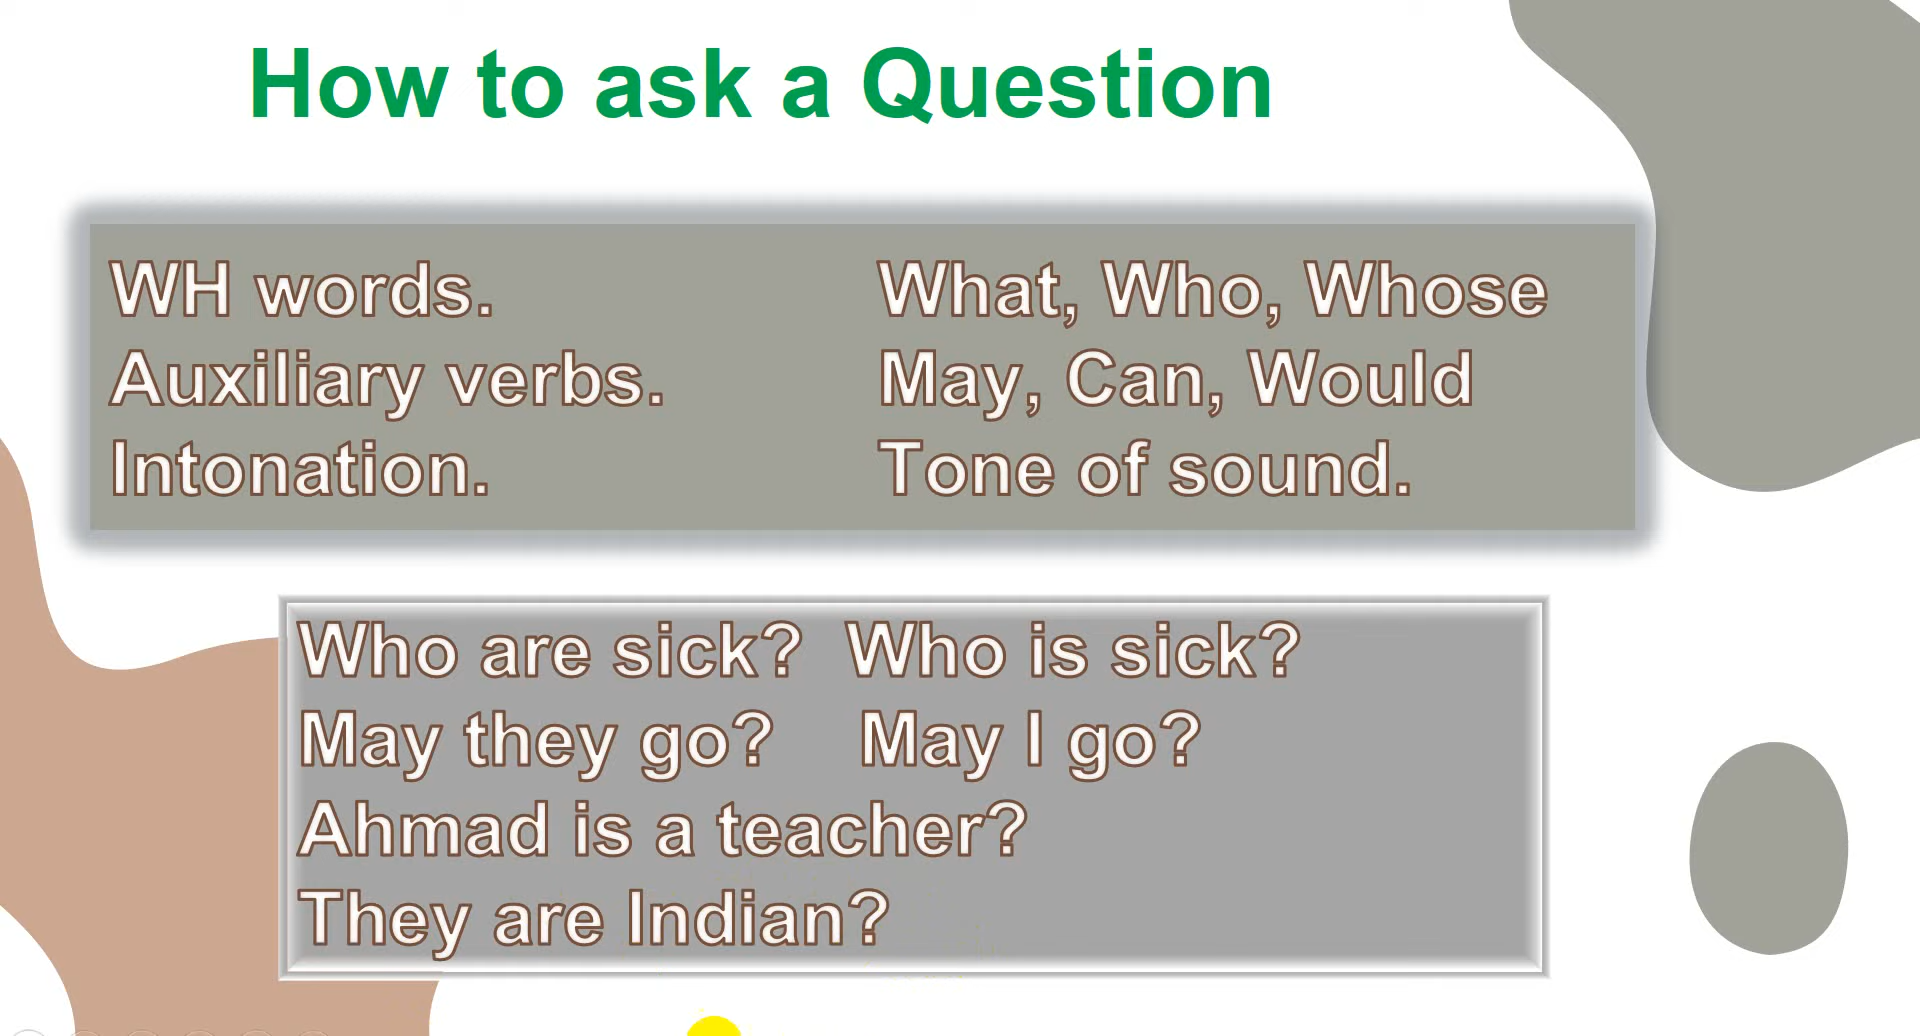 How to ask a Question
WH words. What, Who, Whose
Auxiliary verbs. May, Can, Would
Intonation. Tone of sound.
Who are sick? Who is sick?
May they go? May I go?
Ahmad is a teacher?
They are Indian?